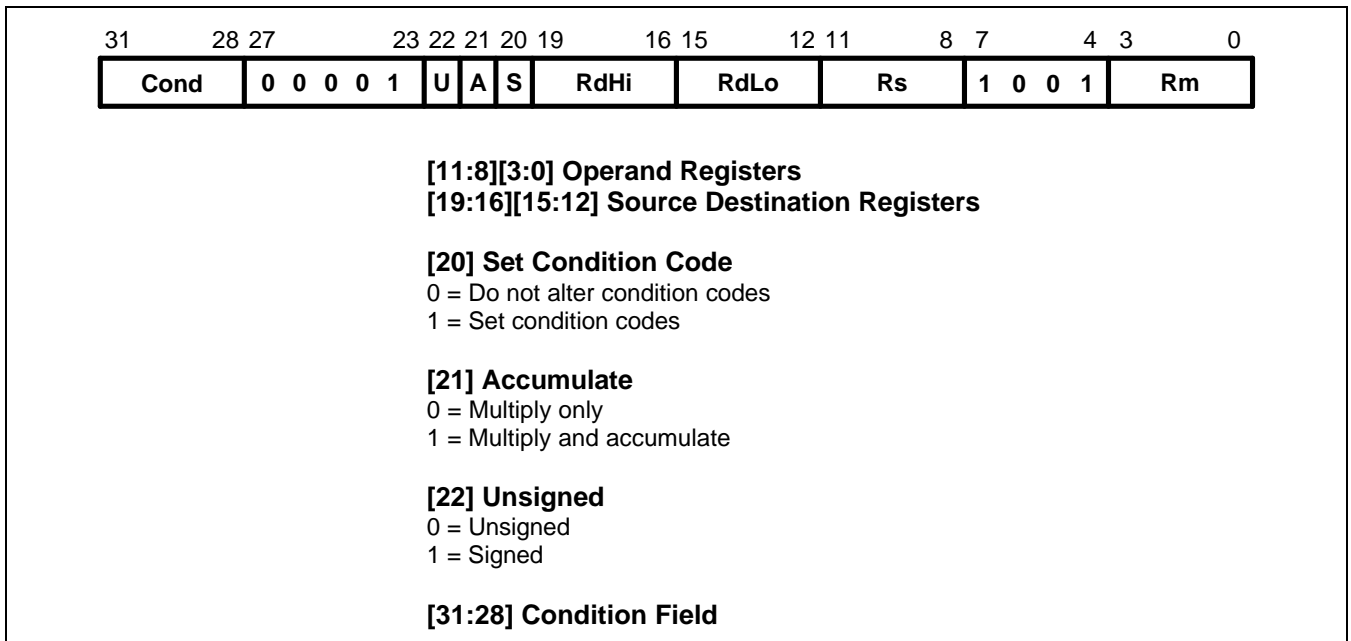 31 28 27 23 22 21 20 19 16 15 12 11 8 7 4 3 0
Cond 0 0 0 0 1 U A S RdHi RdLo Rs 1 0 0 1 Rm
[11:8][3:0] Operand Registers
[19:16][15:12] Source Destination Registers
[20] Set Condition Code
0 = Do not alter condition codes
1 = Set condition codes
[21] Accumulate
0 = Multiply only
1 = Multiply and accumulate
[22] Unsigned
0 = Unsigned
1 = Signed
[31:28] Condition Field